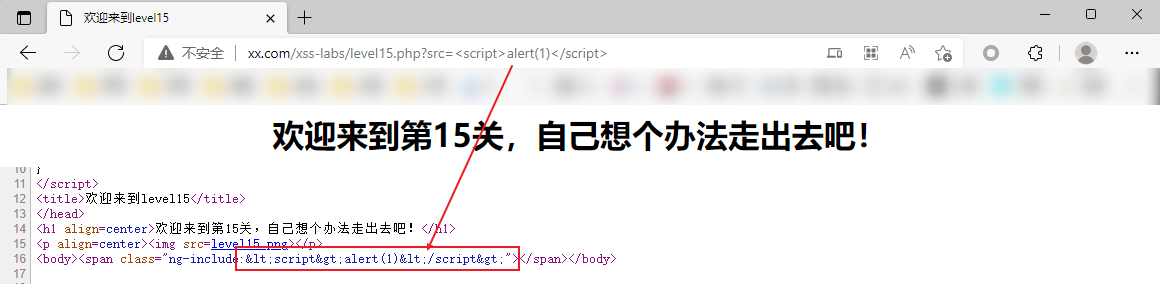 欢迎来到level15
不安全 | xx.com/xss-labs/level15.php?src=<script>alert(1)</script>
欢迎来到第15关，自己想个办法走出去吧！
10 }
11 </script>
12 <title>欢迎来到level15</title>
13 </head>
14 <h1 align=center>欢迎来到第15关，自己想个办法走出去吧！</h1>
15 <p align=center><img src=level15.png></p>
16 <body><span class="ng-include:&lt;script&gt;alert(1)&lt;/script&gt;"></span></body>
17